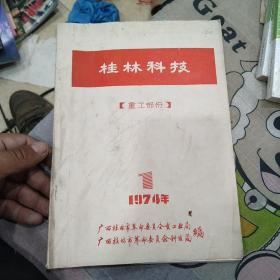 桂林科技
【重工部份】
1
1974年
广西桂林市革命委员会重工业局
广西桂林市革命委员会科技局 编